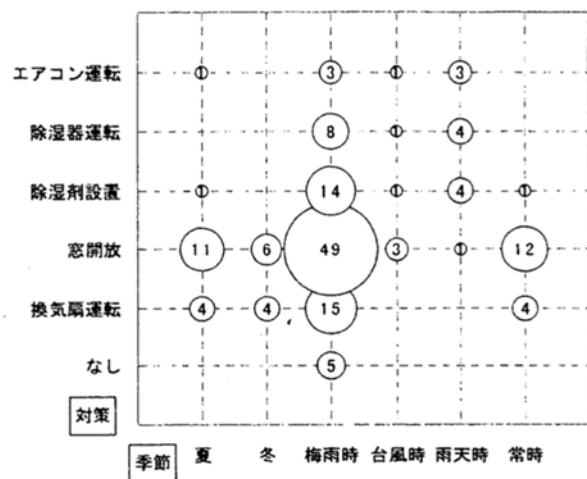 エアコン運転 1 3 1 3
除湿器運転 8 1 4
除湿剤設置 1 14 1 4 1
窓開放 11 6 49 3 1 12
換気扇運転 4 4 15 4
なし 5
対策
季節 夏 冬 梅雨時 台風時 雨天時 常時